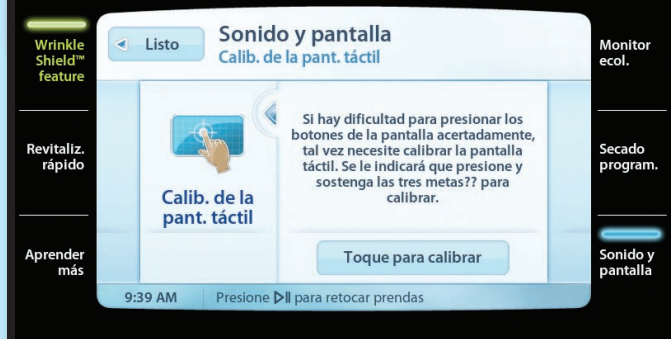 Wrinkle
Shield™
feature
Revitaliz.
rápido
Aprender
más
Listo
Sonido y pantalla
Calib. de la pant. táctil
Calib. de la
pant. táctil
Si hay dificultad para presionar los
botones de la pantalla acertadamente,
tal vez necesite calibrar la pantalla
táctil. Se le indicará que presione y
sostenga las tres metas?? para
calibrar.
Toque para calibrar
9:39 AM
Presione para retocar prendas
Monitor
ecol.
Secado
program.
Sonido y
pantalla